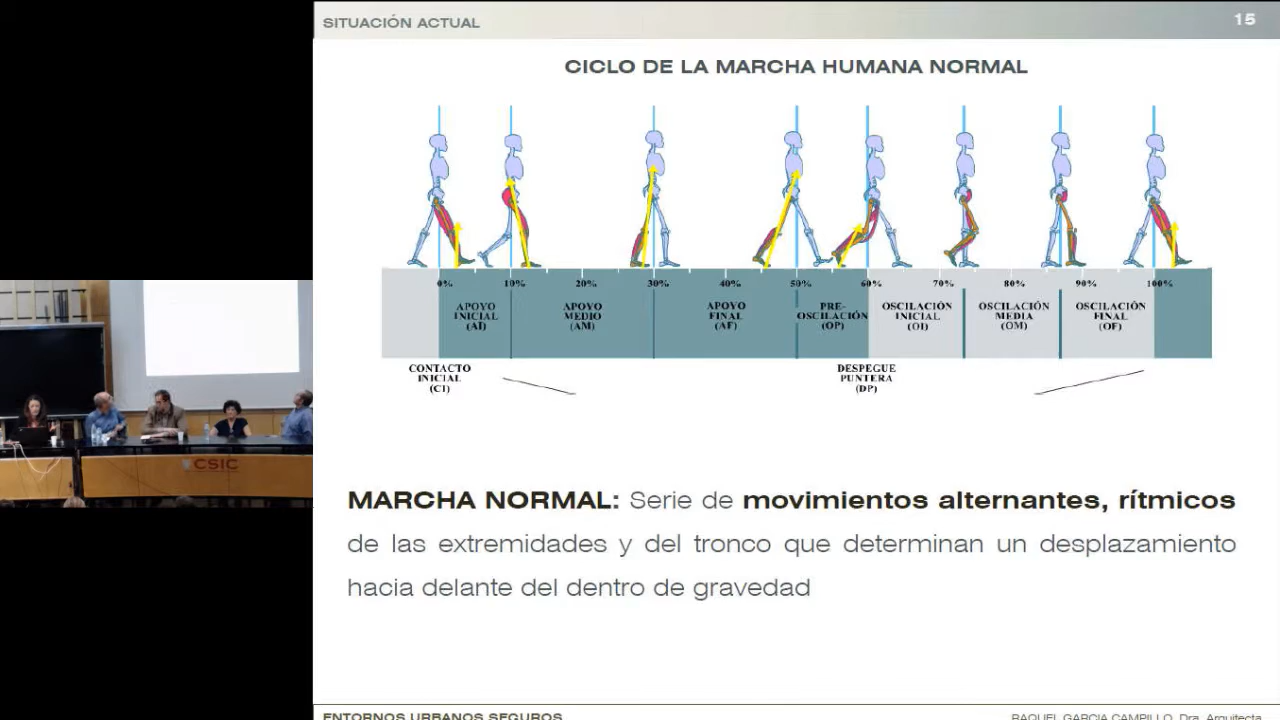 SITUACIÓN ACTUAL
15
CICLO DE LA MARCHA HUMANA NORMAL
0% 10% 20% 30% 40% 50% 60% 70% 80% 90% 100%
APOYO
INICIAL
(AI)
APOYO
MEDIO
(AM)
APOYO
FINAL
(AF)
PRE-
OSCILACIÓN
(OP)
OSCILACIÓN
INICIAL
(OI)
OSCILACIÓN
MEDIA
(OM)
OSCILACIÓN
FINAL
(OF)
CONTACTO
INICIAL
(CI)
DESPEGUE
PUNTERA
(DP)
CSIC
MARCHA NORMAL: Serie de movimientos alternantes, rítmicos
de las extremidades y del tronco que determinan un desplazamiento
hacia delante del dentro de gravedad
ENTORNOS URBANOS SEGUROS
RAQUEL GARCIA CAMPILLO, Dra. Arquitecta